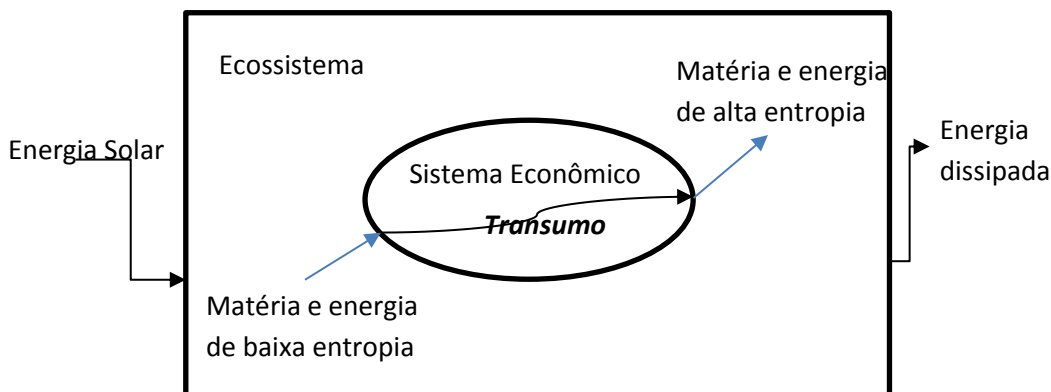 Ecossistema
Matéria e energia
de alta entropia
Energia Solar
Energia
dissipada
Sistema Econômico
Transumo
Matéria e energia
de baixa entropia